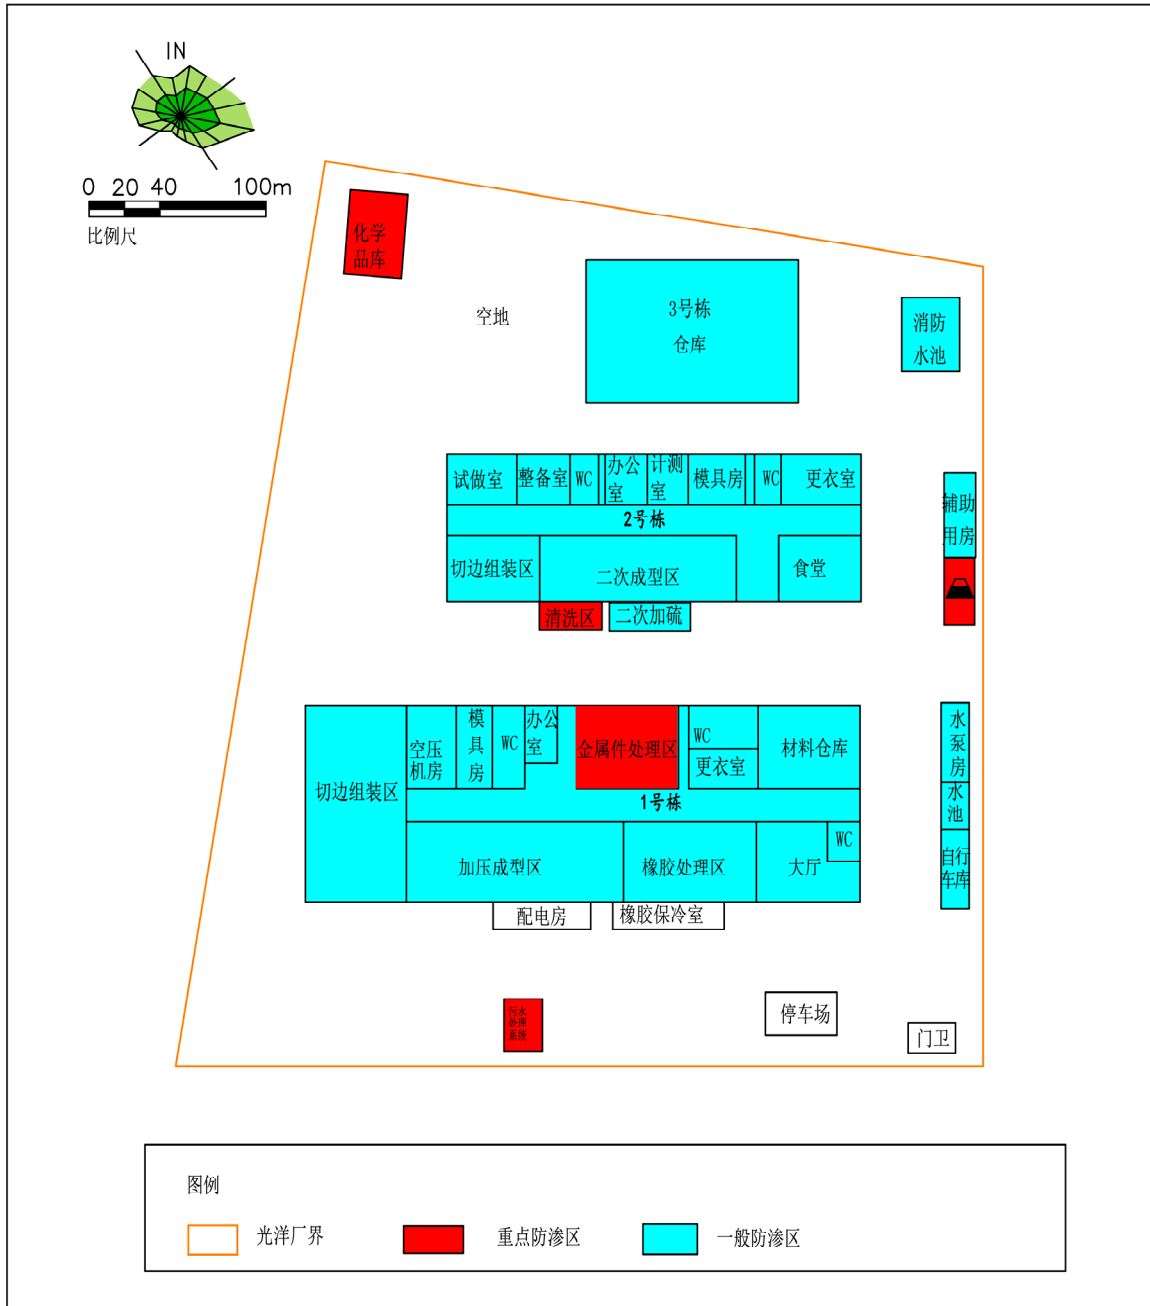 IN
0 20 40 100m
比例尺
化学
品库
空地
3号栋
仓库
消防
水池
试做室
整备室
WC
办公
室
计测
室
模具房
WC
更衣室
2号栋
切边组装区
二次成型区
食堂
清洗区
二次加硫
辅助
用房
切边组装区
空压
机房
模
具
房
WC
办公
室
金属件处理区
WC
更衣室
材料仓库
1号栋
加压成型区
橡胶处理区
大厅
WC
配电房
橡胶保冷室
水
泵
房
水
池
自行
车库
污水
处理
系统
停车场
门卫
图例
光洋厂界
重点防渗区
一般防渗区